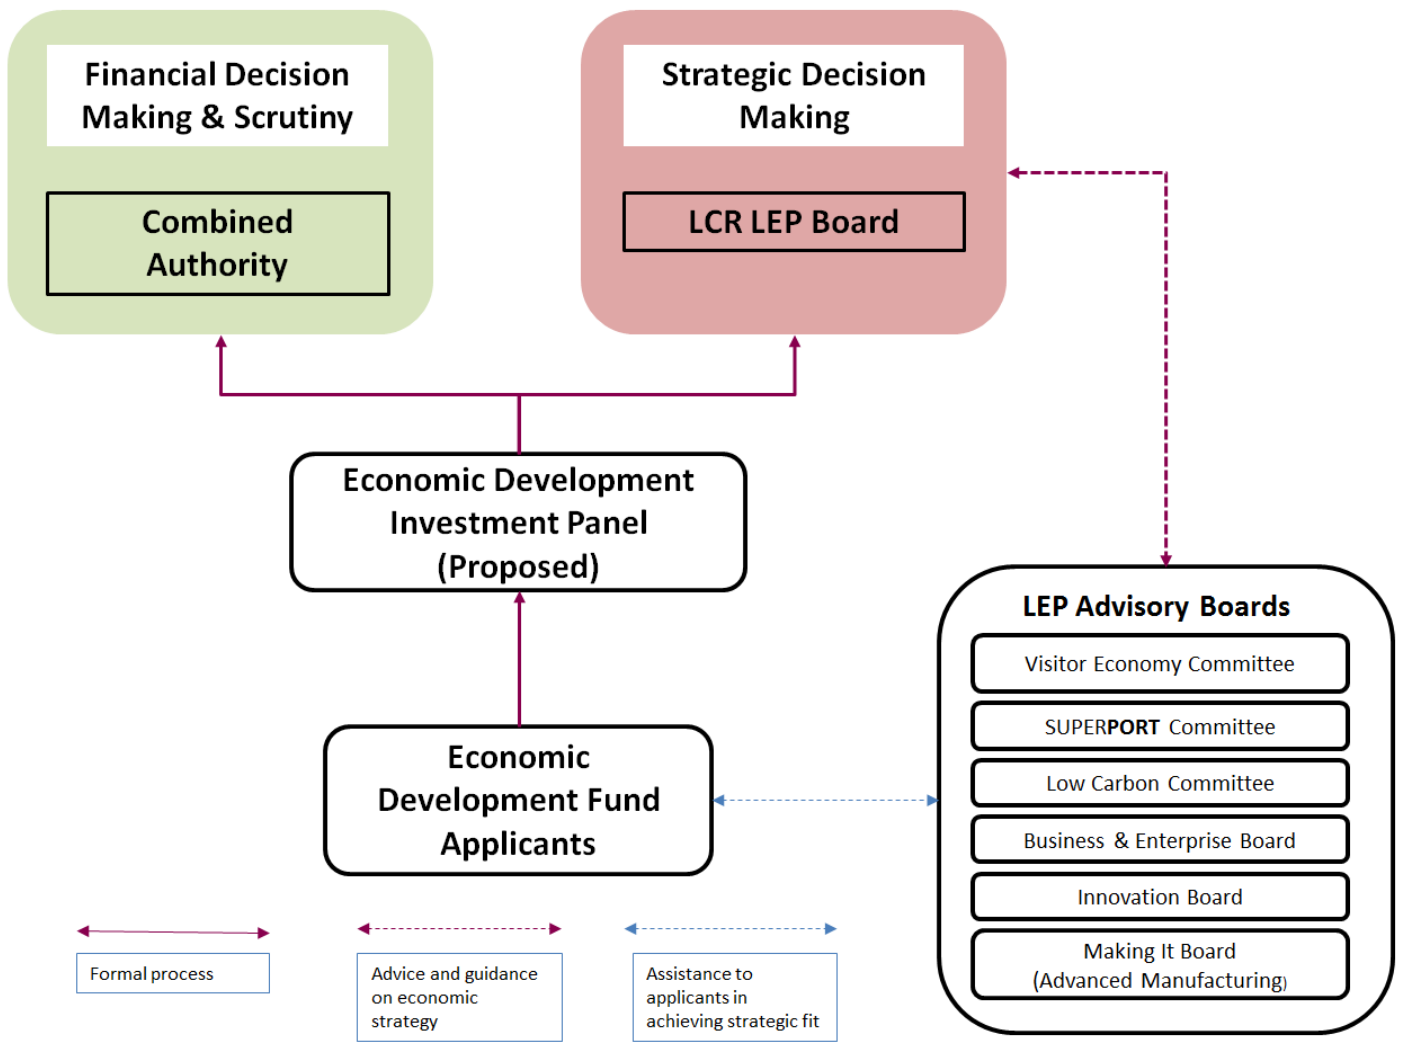 Financial Decision
Making & Scrutiny
Combined
Authority
Strategic Decision
Making
LCR LEP Board
Economic Development
Investment Panel
(Proposed)
Economic
Development Fund
Applicants
LEP Advisory Boards
Visitor Economy Committee
SUPERPORT Committee
Low Carbon Committee
Business & Enterprise Board
Innovation Board
Making It Board
(Advanced Manufacturing)
Formal process
Advice and guidance
on economic
strategy
Assistance to
applicants in
achieving strategic fit